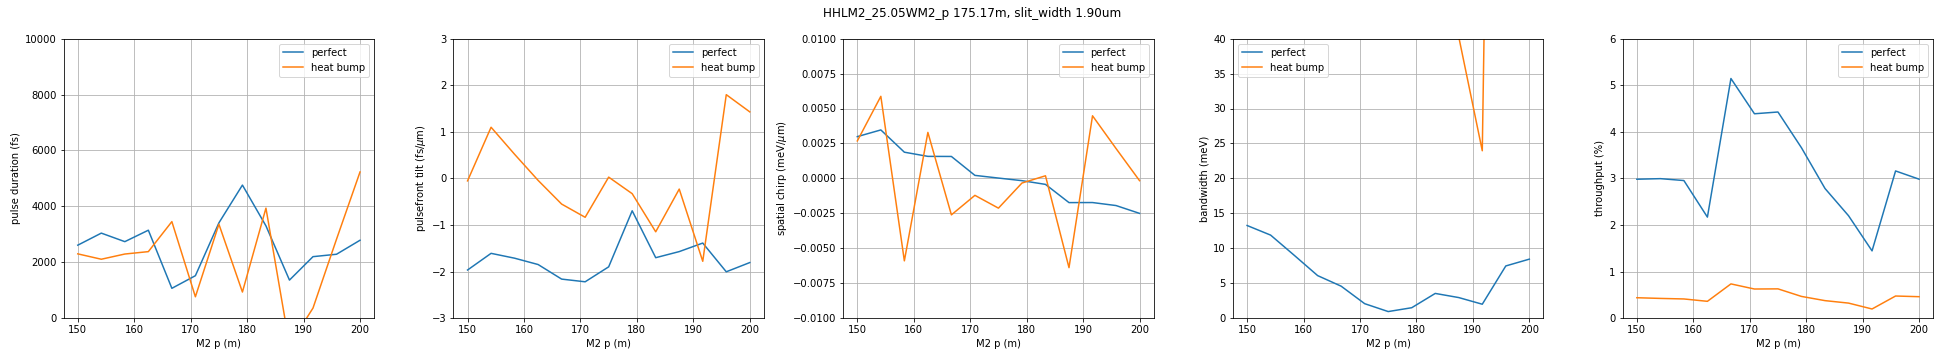 HHLM2_25.05WM2_p 175.17m, slit_width 1.90um
pulse duration (fs)
10000
8000
6000
4000
2000
0
150 160 170 180 190 200
M2 p (m)
perfect
heat bump
pulsefront tilt (fs/μm)
3
2
1
0
−1
−2
−3
150 160 170 180 190 200
M2 p (m)
perfect
heat bump
spatial chirp (meV/μm)
0.0100
0.0075
0.0050
0.0025
0.0000
−0.0025
−0.0050
−0.0075
−0.0100
150 160 170 180 190 200
M2 p (m)
perfect
heat bump
bandwidth (meV)
40
35
30
25
20
15
10
5
0
150 160 170 180 190 200
M2 p (m)
perfect
heat bump
throughput (%)
6
5
4
3
2
1
0
150 160 170 180 190 200
M2 p (m)
perfect
heat bump